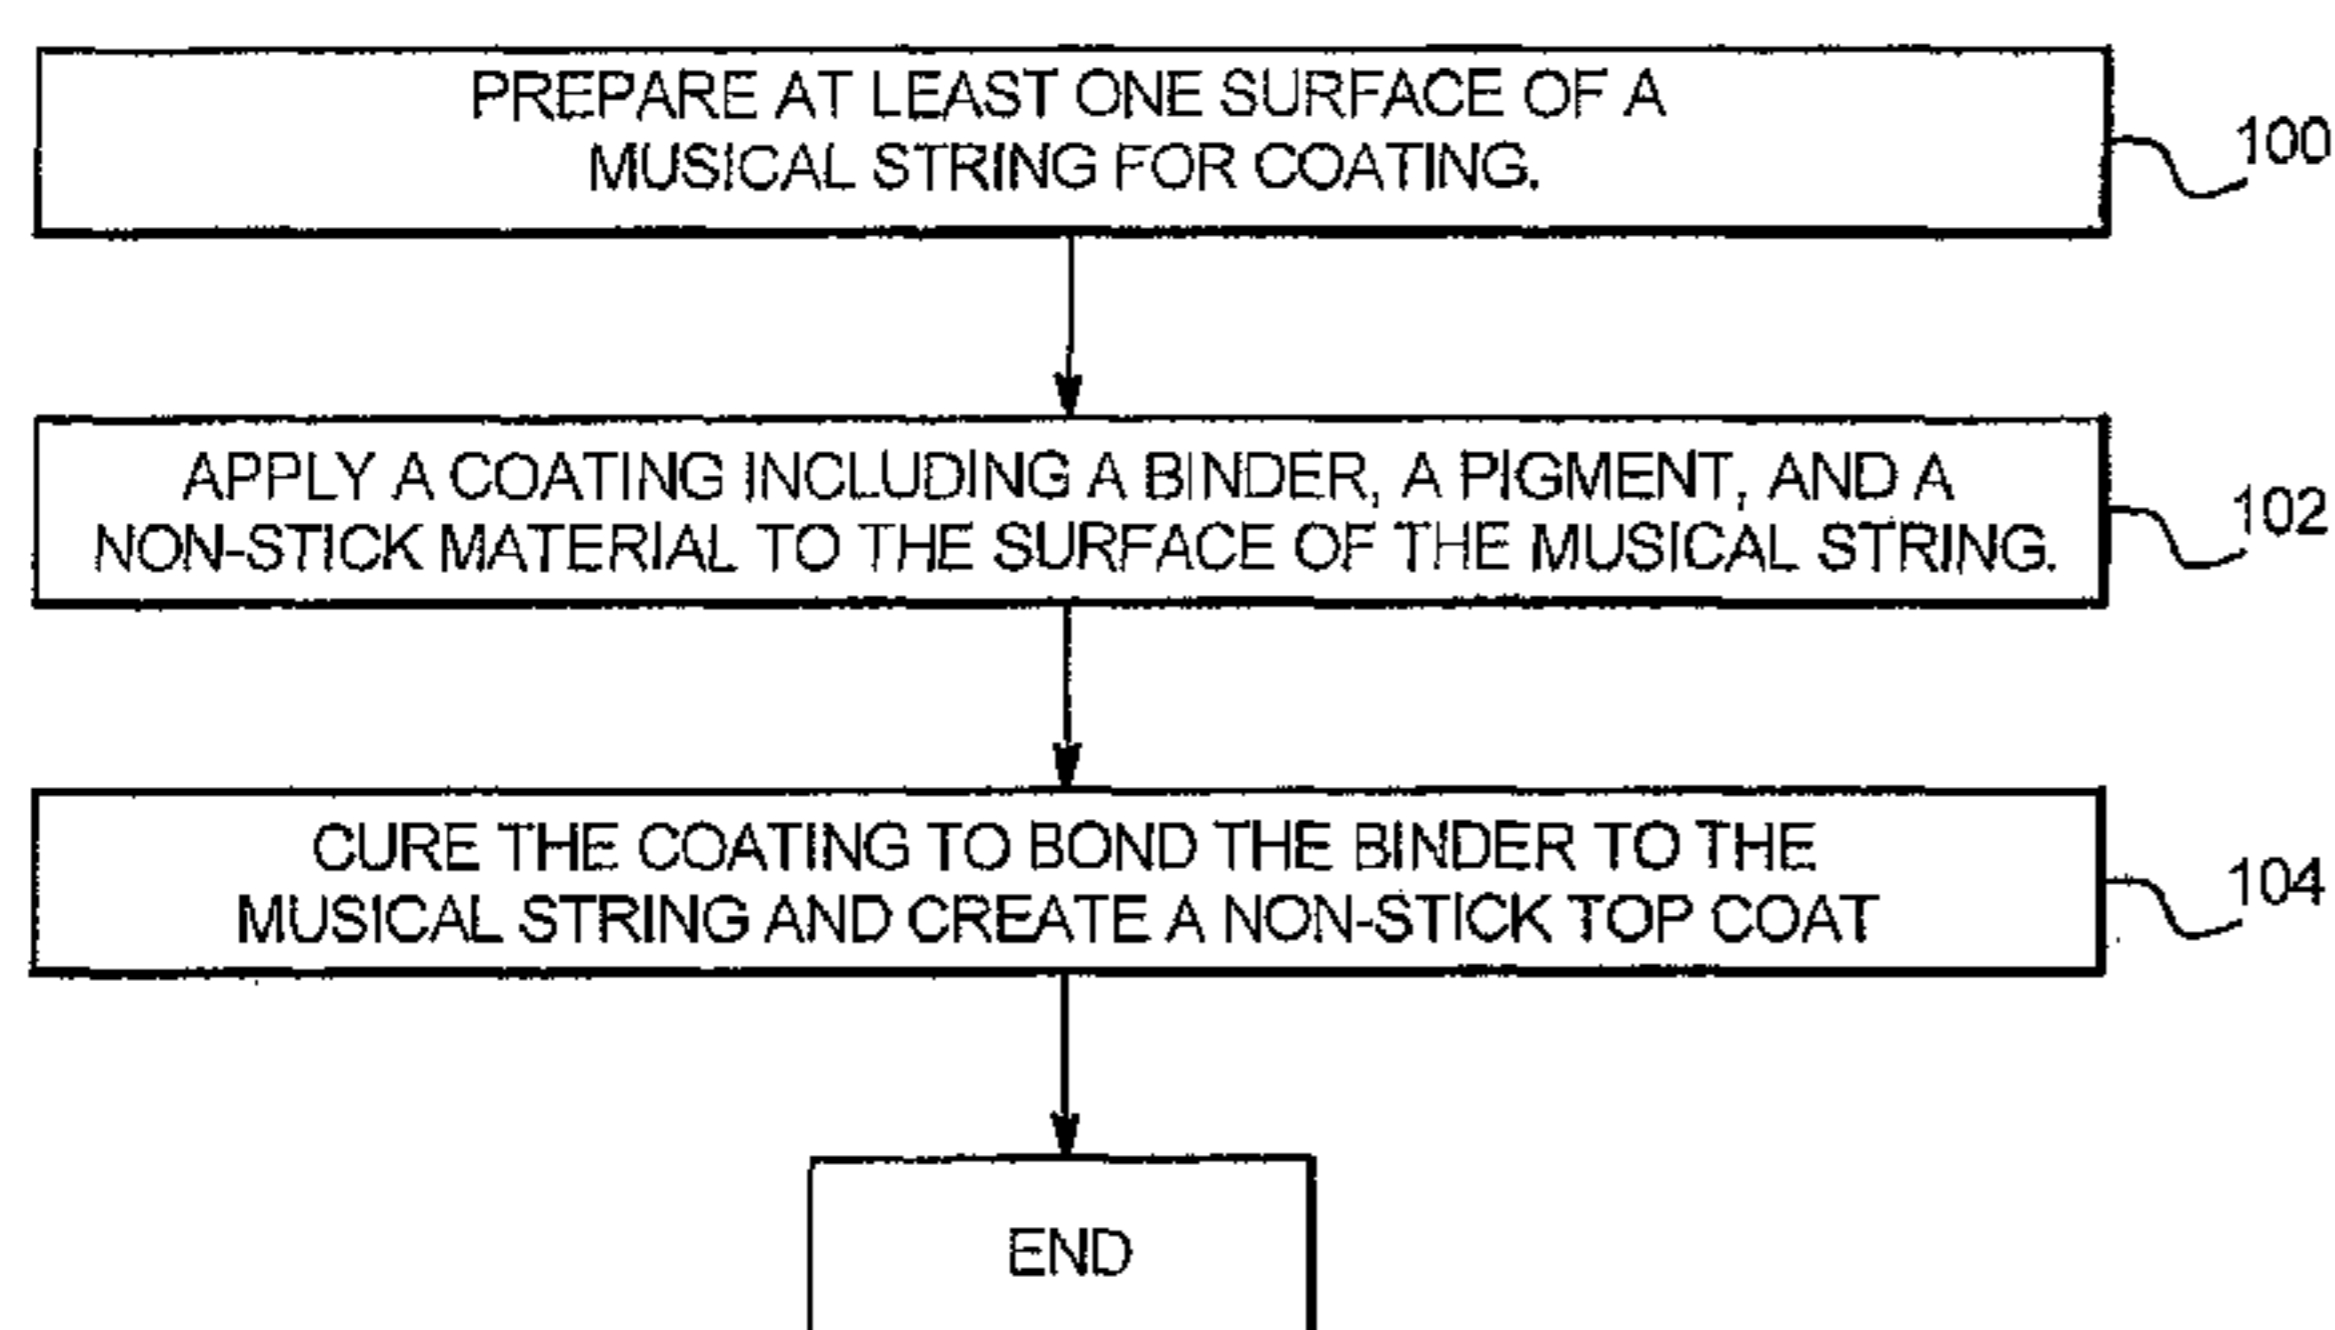 PREPARE AT LEAST ONE SURFACE OF A
MUSICAL STRING FOR COATING.
100
APPLY A COATING INCLUDING A BINDER, A PIGMENT, AND A
NON-STICK MATERIAL TO THE SURFACE OF THE MUSICAL STRING.
102
CURE THE COATING TO BOND THE BINDER TO THE
MUSICAL STRING AND CREATE A NON-STICK TOP COAT
104
END